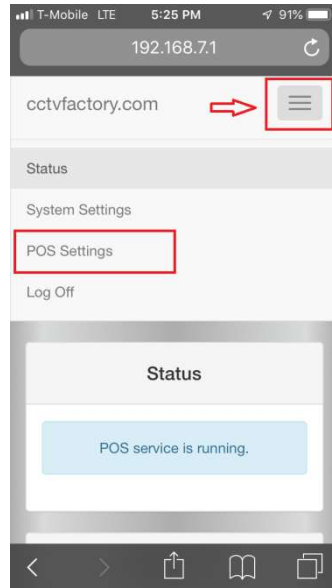 T-Mobile LTE 5:25 PM 91%
192.168.7.1
cctvfactory.com
Status
System Settings
POS Settings
Log Off
Status
POS service is running.